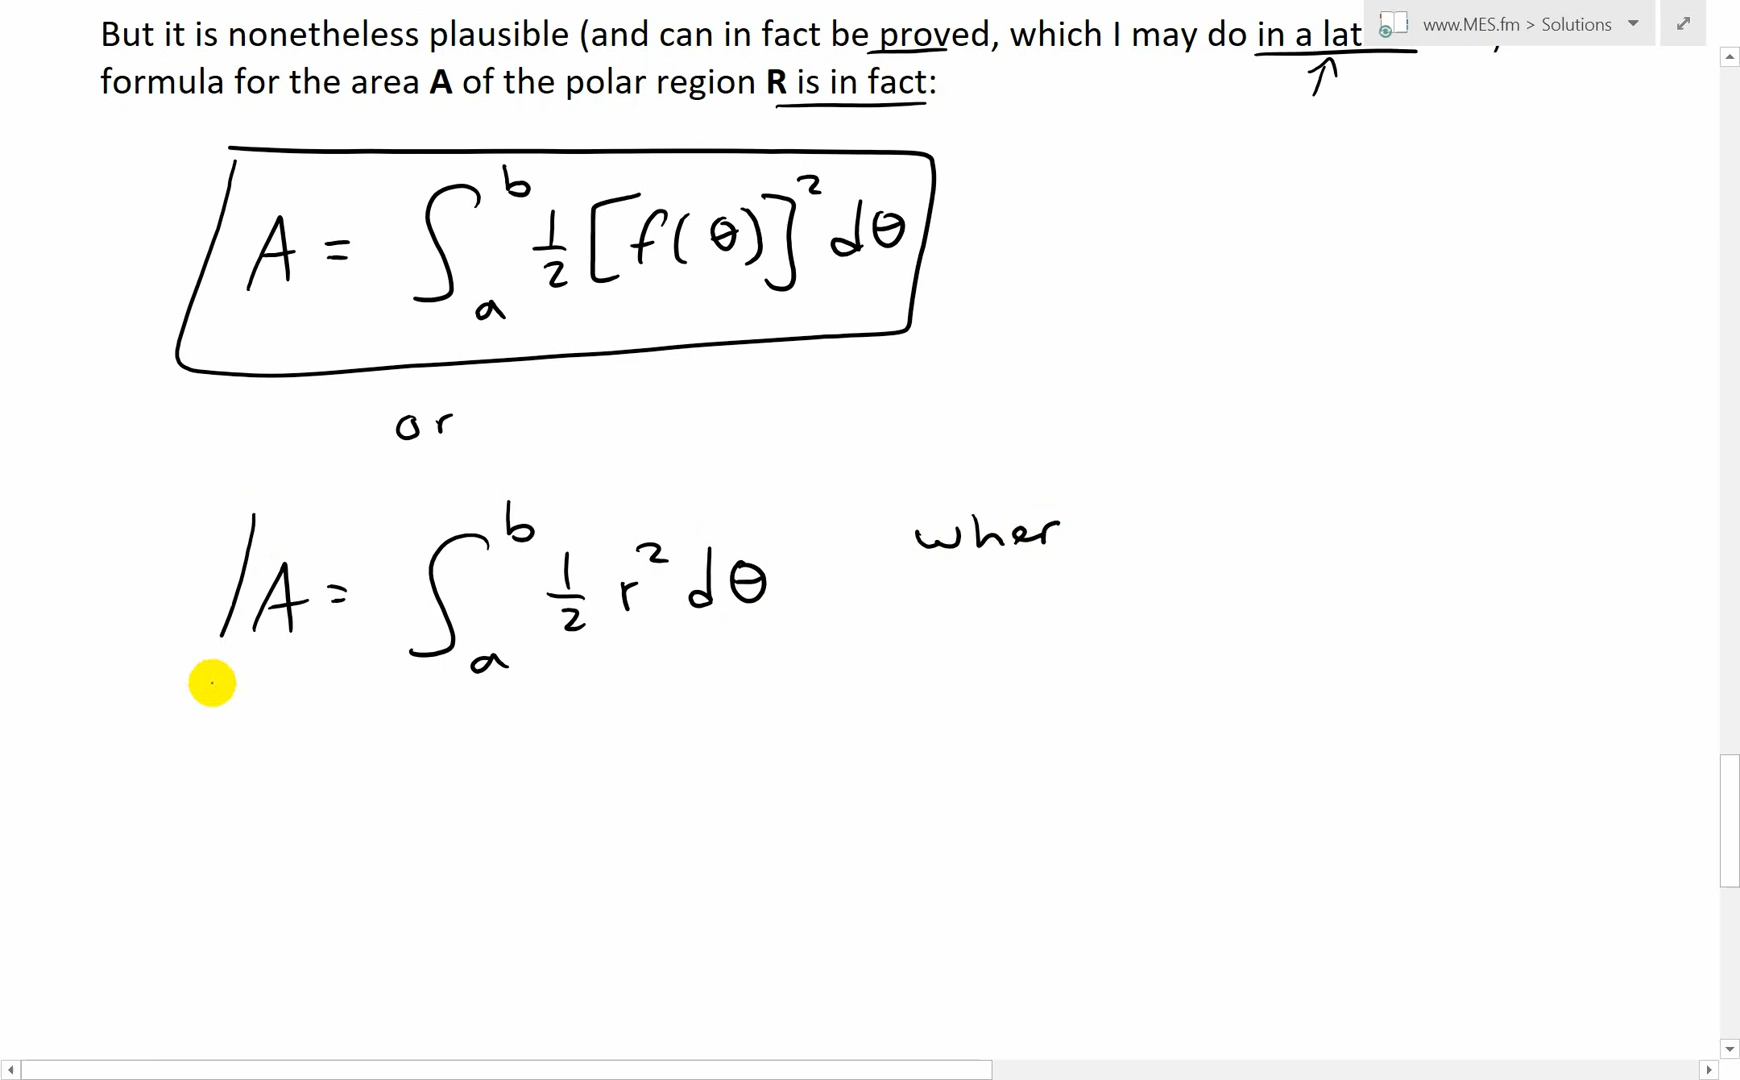 But it is nonetheless plausible (and can in fact be proved, which I may do in a lat
www.MES.fm > Solutions
formula for the area A of the polar region R is in fact:
A = ∫_a^b 1/2 [f(θ)]² dθ
or
A = ∫_a^b 1/2 r² dθ wher